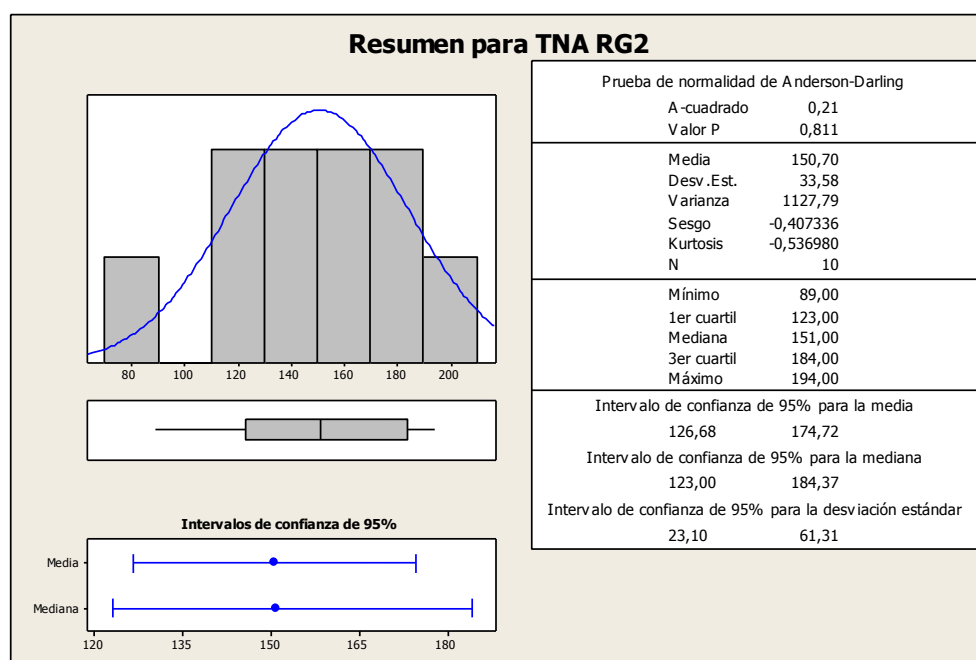 Resumen para TNA RG2
80 100 120 140 160 180 200
Intervalos de confianza de 95%
Media
Mediana
120 135 150 165 180
Prueba de normalidad de Anderson-Darling
A-cuadrado 0,21
Valor P 0,811
Media 150,70
Desv.Est. 33,58
Varianza 1127,79
Sesgo -0,407336
Kurtosis -0,536980
N 10
Mínimo 89,00
1er cuartil 123,00
Mediana 151,00
3er cuartil 184,00
Máximo 194,00
Intervalo de confianza de 95% para la media
126,68 174,72
Intervalo de confianza de 95% para la mediana
123,00 184,37
Intervalo de confianza de 95% para la desviación estándar
23,10 61,31